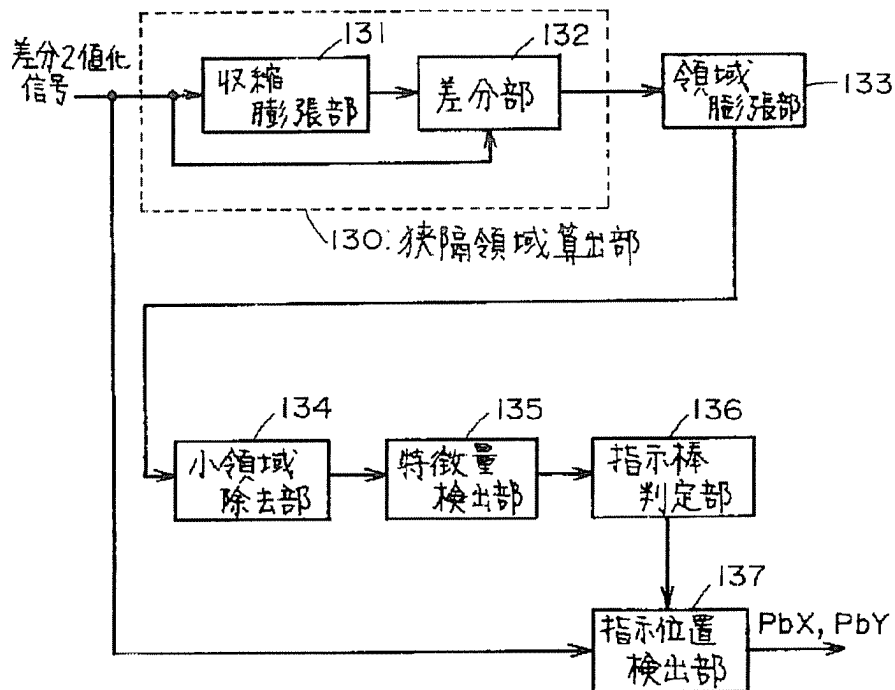 差分2値化
信号
131
収縮
膨張部
132
差分部
領域
膨張部
133
130:狭隔領域算出部
134
小領域
除去部
135
特徴量
検出部
136
指示棒
判定部
137
指示位置
検出部
PbX, PbY